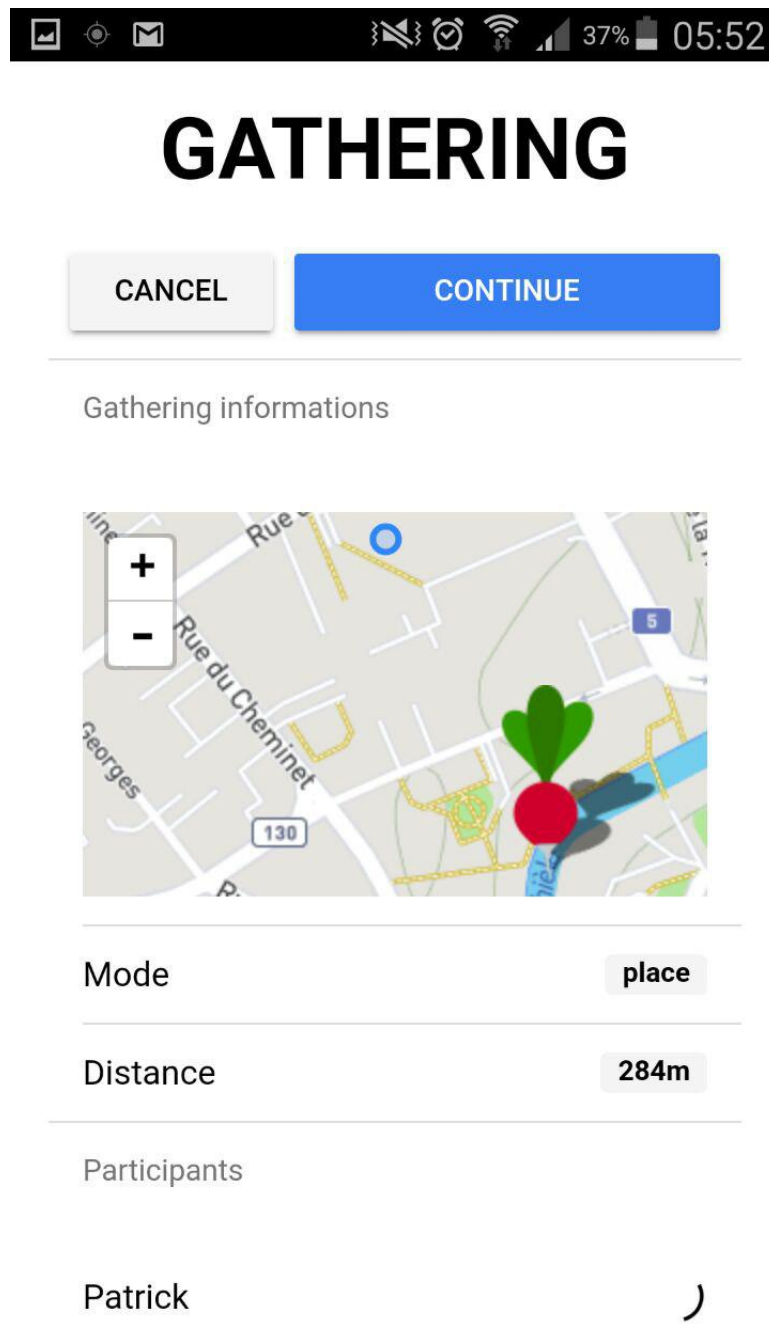 37% 05:52
GATHERING
CANCEL CONTINUE
Gathering informations
Rue
+
-
Rue du Cheminet
5
Georges
130
Mode place
Distance 284m
Participants
Patrick